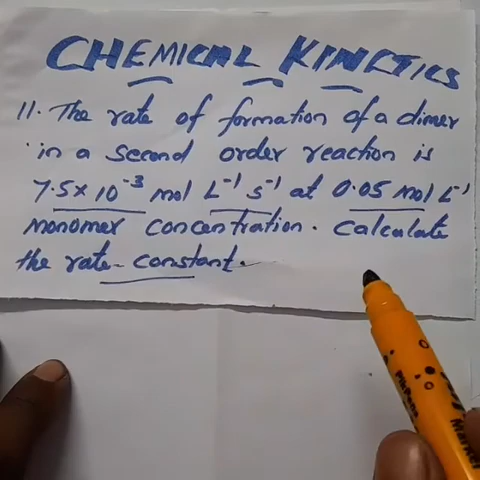 CHEMICAL KINETICS
11. The rate of formation of a dimer
in a second order reaction is
7.5 x 10⁻³ mol L⁻¹ s⁻¹ at 0.05 mol L⁻¹
monomer concentration. Calculate
the rate constant.